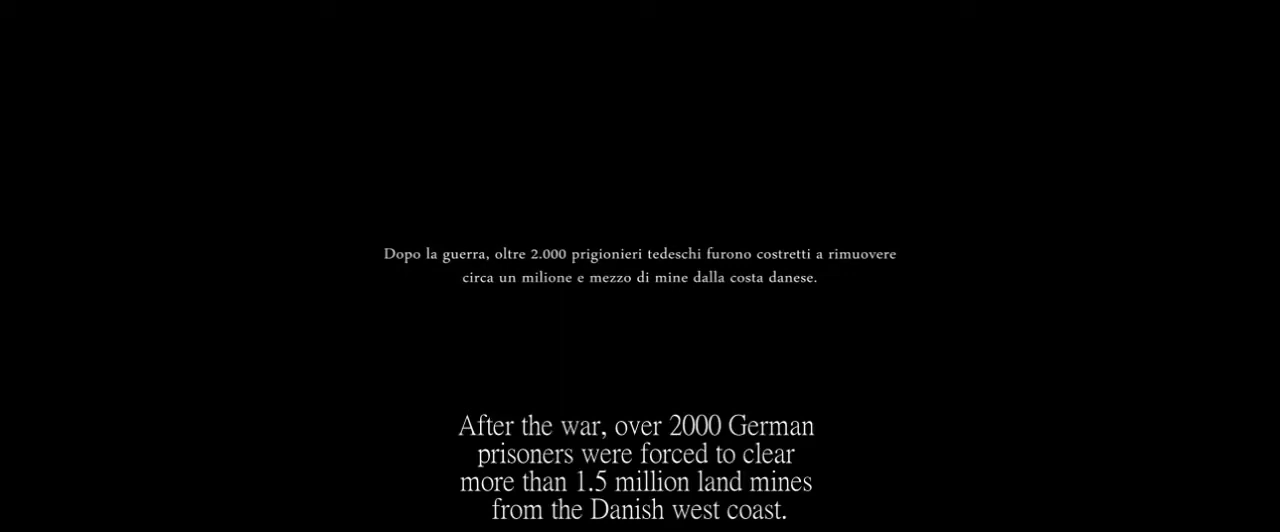 Dopo la guerra, oltre 2.000 prigionieri tedeschi furono costretti a rimuovere
circa un milione e mezzo di mine dalla costa danese.
After the war, over 2000 German
prisoners were forced to clear
more than 1.5 million land mines
from the Danish west coast.